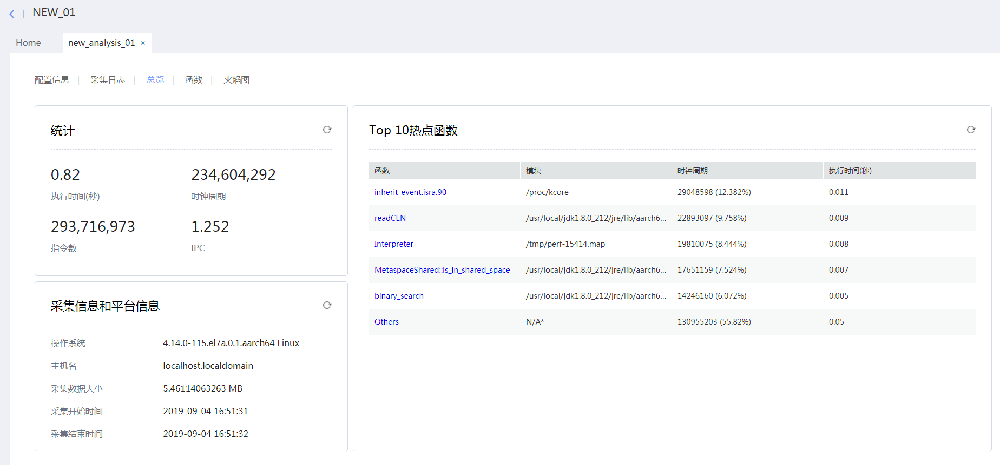 NEW_01
Home new_analysis_01 ×
配置信息 采集日志 总览 函数 火焰图
统计
0.82 234,604,292
执行时间(秒) 时钟周期
293,716,973 1.252
指令数 IPC
采集信息和平台信息
操作系统 4.14.0-115.el7a.0.1.aarch64 Linux
主机名 localhost.localdomain
采集数据大小 5.46114063263 MB
采集开始时间 2019-09-04 16:51:31
采集结束时间 2019-09-04 16:51:32
Top 10热点函数
函数 模块 时钟周期 执行时间(秒)
inherit_event.isra.90 /proc/kcore 29048598 (12.382%) 0.011
readCEN /usr/local/jdk1.8.0_212/jre/lib/aarch6... 22893097 (9.758%) 0.009
Interpreter /tmp/perf-15414.map 19810075 (8.444%) 0.008
MetaspaceShared::is_in_shared_space /usr/local/jdk1.8.0_212/jre/lib/aarch6... 17651159 (7.524%) 0.007
binary_search /usr/local/jdk1.8.0_212/jre/lib/aarch6... 14246160 (6.072%) 0.005
Others N/A* 130955203 (55.82%) 0.05